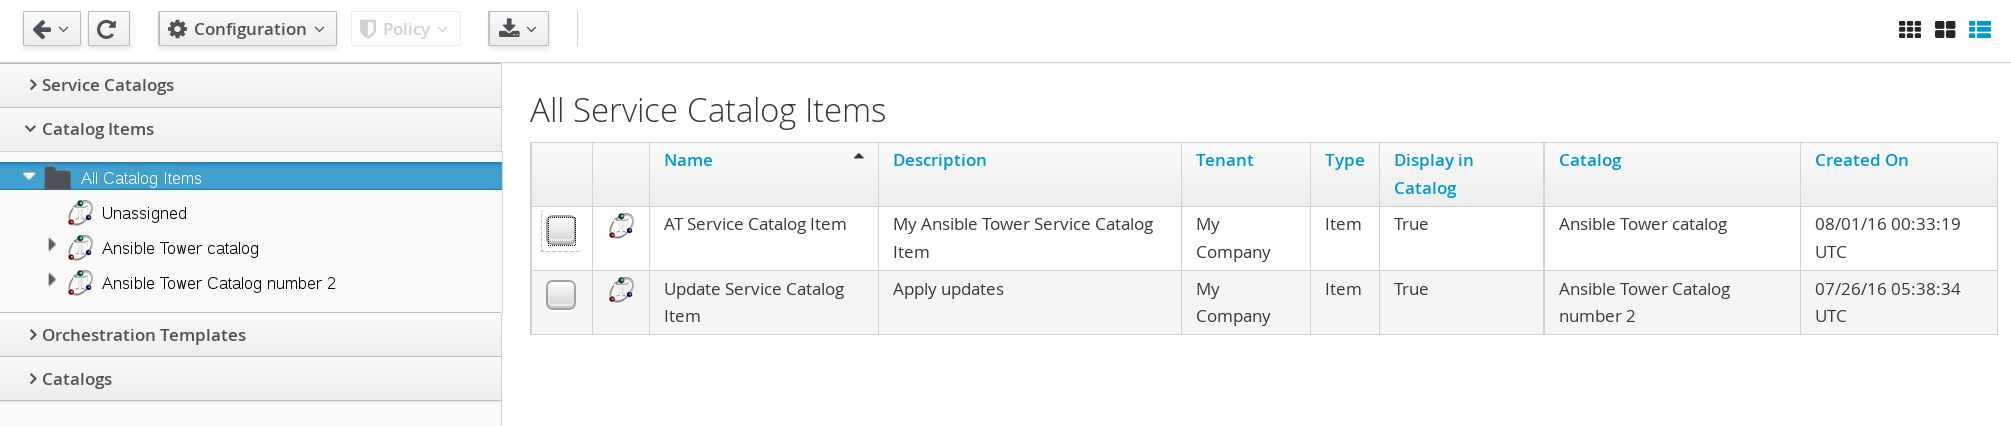 Configuration
Policy
Service Catalogs
Catalog Items
All Catalog Items
Unassigned
Ansible Tower catalog
Ansible Tower Catalog number 2
Orchestration Templates
Catalogs
All Service Catalog Items
Name Description Tenant Type Display in Catalog Catalog Created On
AT Service Catalog Item My Ansible Tower Service Catalog Item My Company Item True Ansible Tower catalog 08/01/16 00:33:19 UTC
Update Service Catalog Item Apply updates My Company Item True Ansible Tower Catalog number 2 07/26/16 05:38:34 UTC